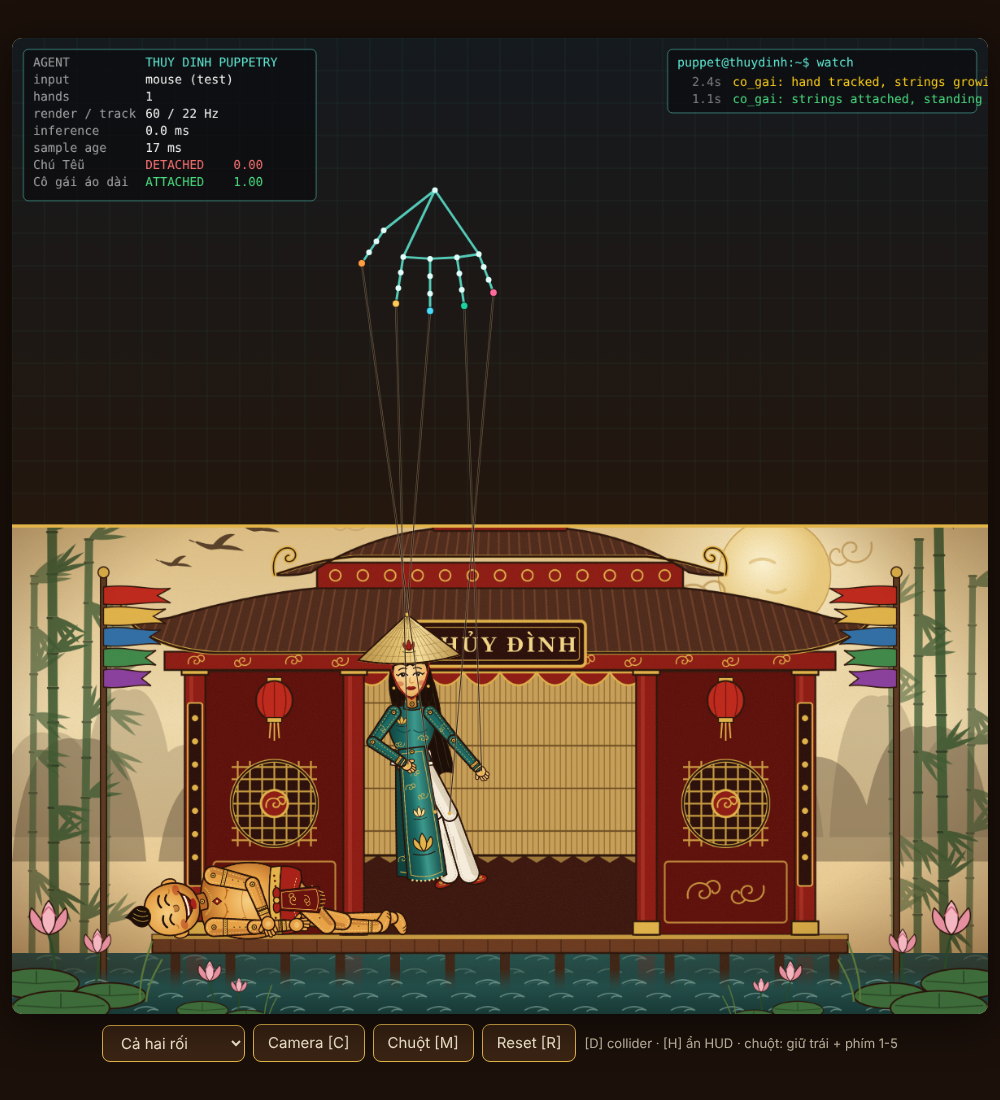 AGENT THUY DINH PUPPETRY
input mouse (test)
hands 1
render / track 60 / 22 Hz
inference 0.0 ms
sample age 17 ms
Chú Tễu DETACHED 0.00
Cô gái áo dài ATTACHED 1.00
puppet@thuydinh:~$ watch
2.4s co_gai: hand tracked, strings growi
1.1s co_gai: strings attached, standing
HỦY ĐÌNH
Cả hai rối
Camera [C]
Chuột [M]
Reset [R]
[D] collider · [H] ẩn HUD · chuột: giữ trái + phím 1-5